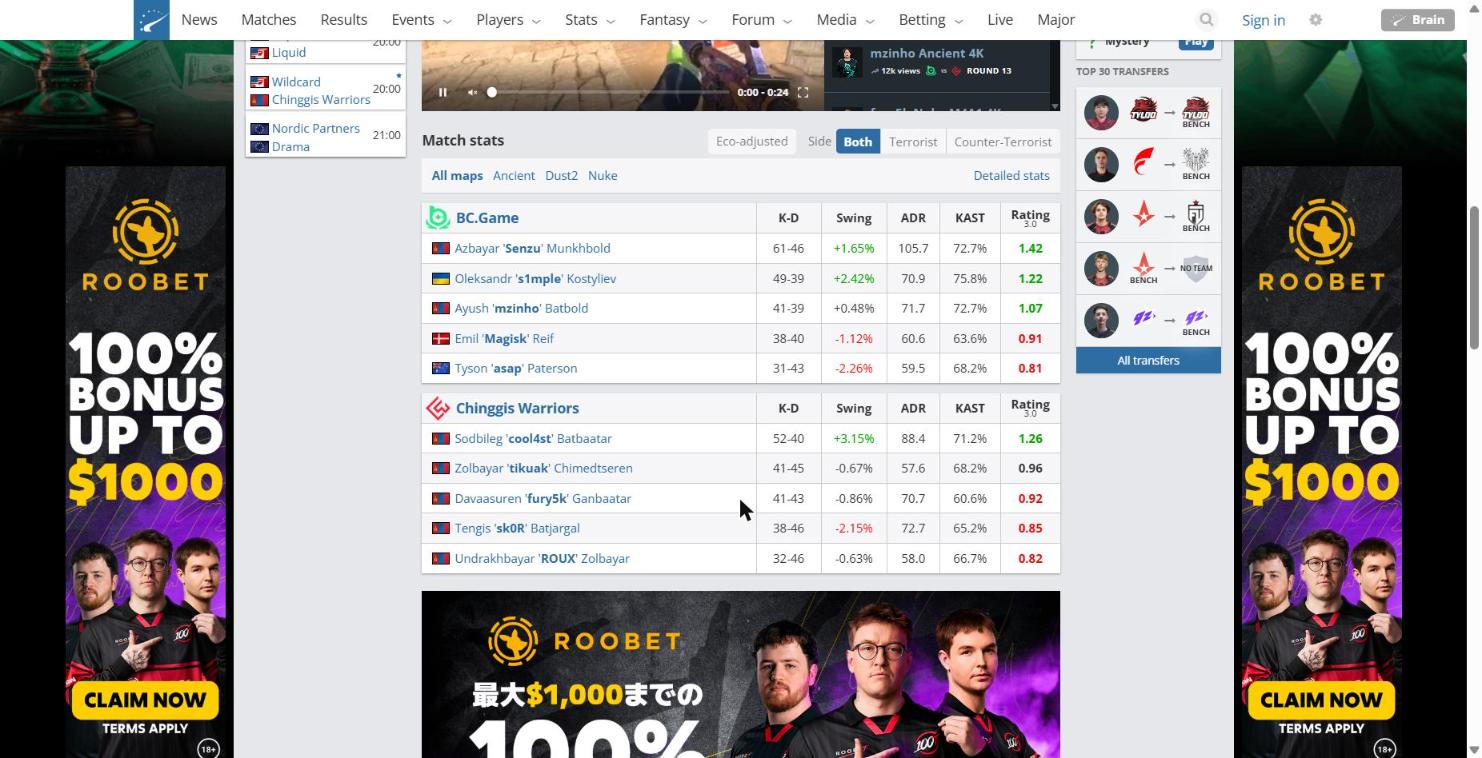 News Matches Results Events Players Stats Fantasy Forum Media Betting Live Major Sign in Brain
20:00
Liquid
Wildcard
20:00
Chinggis Warriors
Nordic Partners
21:00
Drama
mzinho Ancient 4K
12k views vs ROUND 13
0:00 - 0:24
Match stats Eco-adjusted Side Both Terrorist Counter-Terrorist
All maps Ancient Dust2 Nuke Detailed stats
BC.Game K-D Swing ADR KAST Rating 3.0
Azbayar 'Senzu' Munkhbold 61-46 +1.65% 105.7 72.7% 1.42
Oleksandr 's1mple' Kostyliev 49-39 +2.42% 70.9 75.8% 1.22
Ayush 'mzinho' Batbold 41-39 +0.48% 71.7 72.7% 1.07
Emil 'Magisk' Reif 38-40 -1.12% 60.6 63.6% 0.91
Tyson 'asap' Paterson 31-43 -2.26% 59.5 68.2% 0.81
Chinggis Warriors K-D Swing ADR KAST Rating 3.0
Sodbileg 'cool4st' Batbaatar 52-40 +3.15% 88.4 71.2% 1.26
Zolbayar 'tikuak' Chimedtseren 41-45 -0.67% 57.6 68.2% 0.96
Davaasuren 'fury5k' Ganbaatar 41-43 -0.86% 70.7 60.6% 0.92
Tengis 'sk0R' Batjargal 38-46 -2.15% 72.7 65.2% 0.85
Undrakhbayar 'ROUX' Zolbayar 32-46 -0.63% 58.0 66.7% 0.82
ROOBET
最大$1,000までの
100%
100
100
Mystery Play
TOP 30 TRANSFERS
TYLOO TYLOO
BENCH
BENCH
BENCH
BENCH NO TEAM
BENCH
All transfers
ROOBET
100%
BONUS
UP TO
$1000
100
CLAIM NOW
TERMS APPLY
18+
ROOBET
100%
BONUS
UP TO
$1000
100
CLAIM NOW
TERMS APPLY
18+